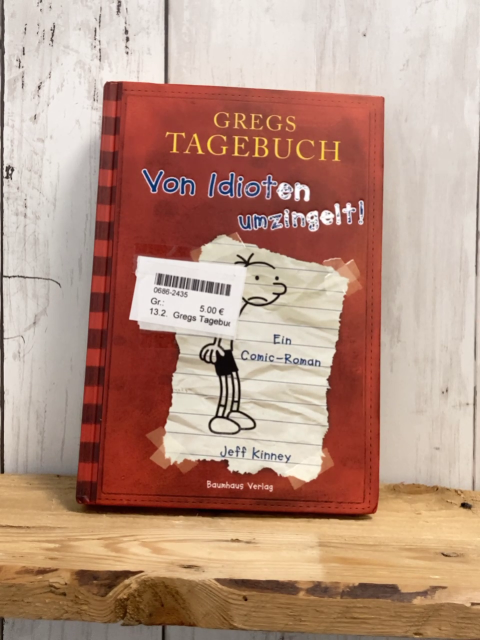 GREGS
TAGEBUCH
Von Idioten
umzingelt!
0686-2435
Gr.: 5.00 €
13.2. Gregs Tagebuc
Ein
Comic-Roman
Jeff Kinney
Baumhaus Verlag